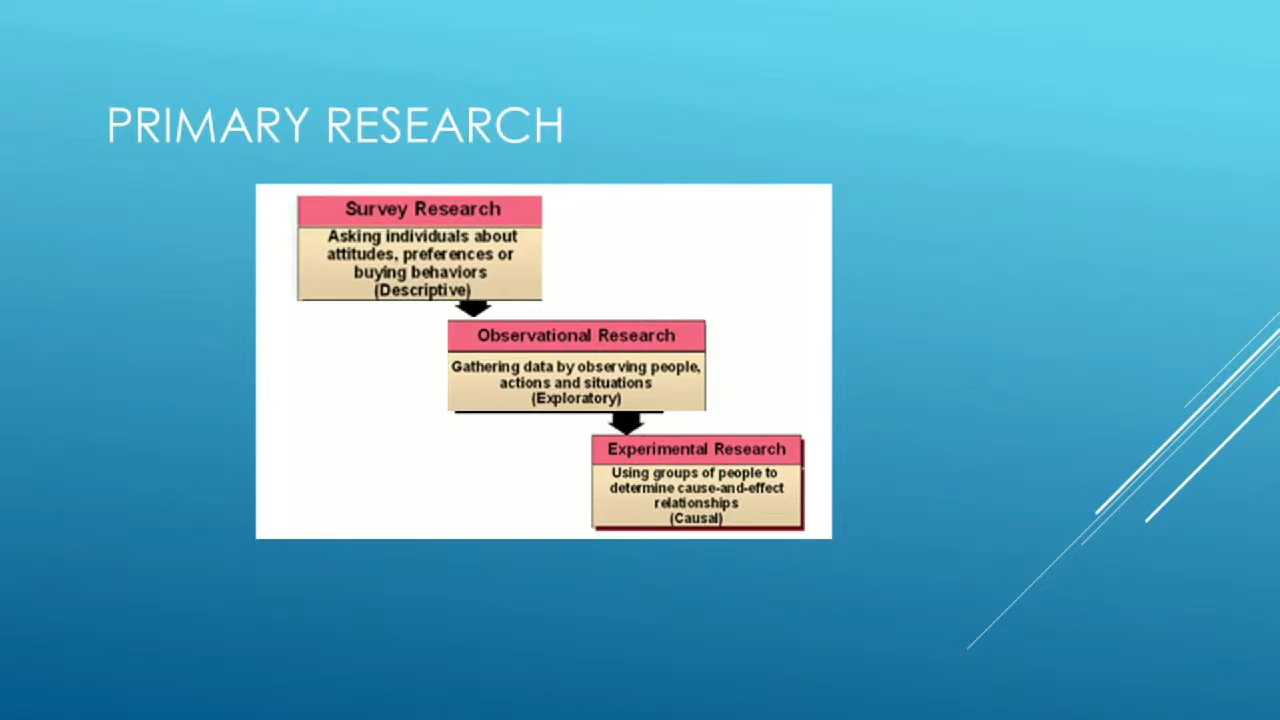 PRIMARY RESEARCH
Survey Research
Asking individuals about
attitudes, preferences or
buying behaviors
(Descriptive)
Observational Research
Gathering data by observing people,
actions and situations
(Exploratory)
Experimental Research
Using groups of people to
determine cause-and-effect
relationships
(Causal)